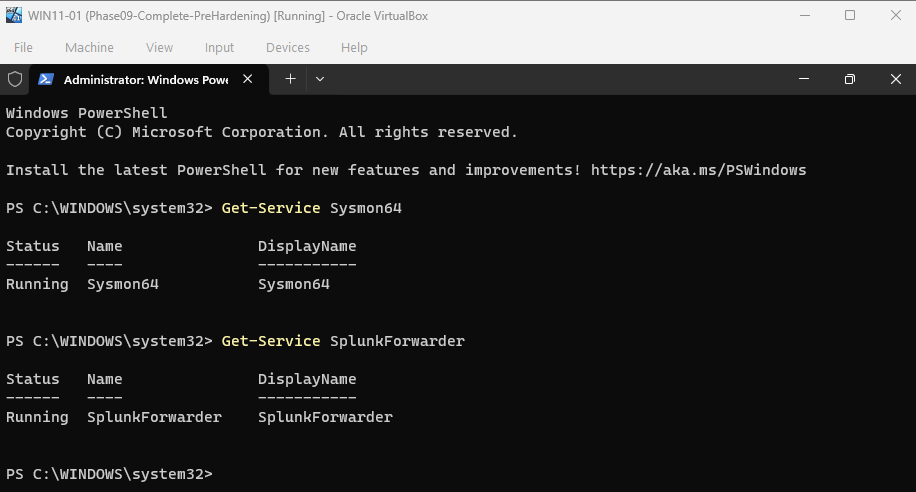 WIN11-01 (Phase09-Complete-PreHardening) [Running] - Oracle VirtualBox
File Machine View Input Devices Help
Administrator: Windows Powe
Windows PowerShell
Copyright (C) Microsoft Corporation. All rights reserved.
Install the latest PowerShell for new features and improvements! https://aka.ms/PSWindows
PS C:\WINDOWS\system32> Get-Service Sysmon64
Status Name DisplayName
------ ---- -----------
Running Sysmon64 Sysmon64
PS C:\WINDOWS\system32> Get-Service SplunkForwarder
Status Name DisplayName
------ ---- -----------
Running SplunkForwarder SplunkForwarder
PS C:\WINDOWS\system32>